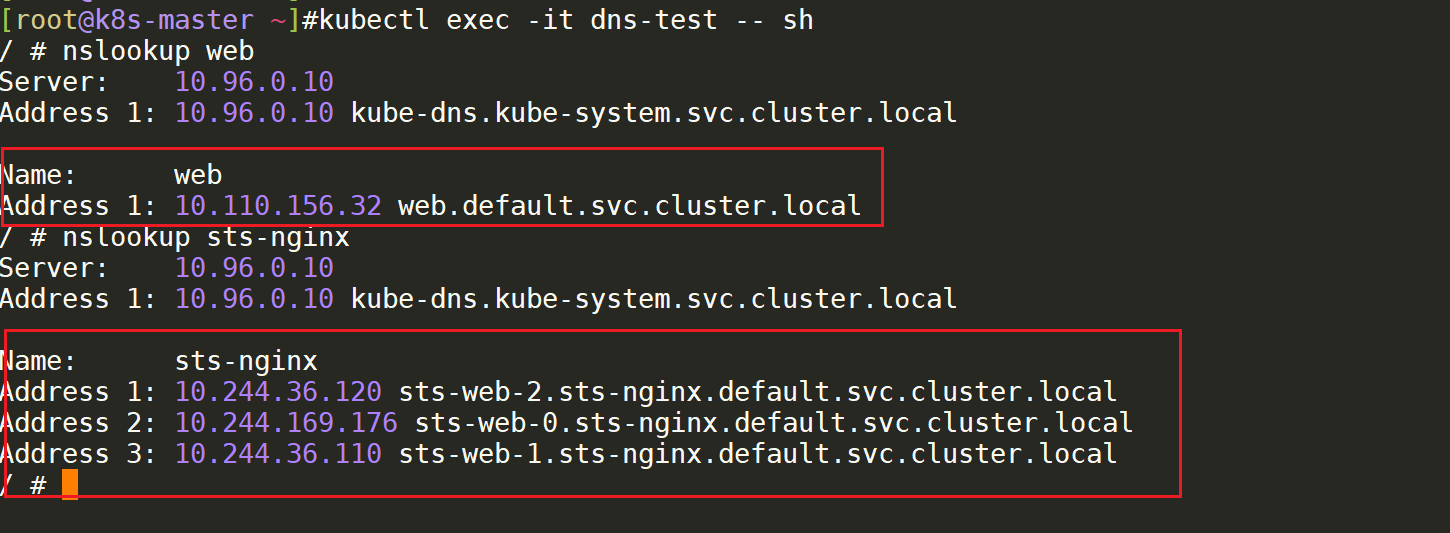 [root@k8s-master ~]#kubectl exec -it dns-test -- sh
/ # nslookup web
Server:    10.96.0.10
Address 1: 10.96.0.10 kube-dns.kube-system.svc.cluster.local
Name:      web
Address 1: 10.110.156.32 web.default.svc.cluster.local
/ # nslookup sts-nginx
Server:    10.96.0.10
Address 1: 10.96.0.10 kube-dns.kube-system.svc.cluster.local
Name:      sts-nginx
Address 1: 10.244.36.120 sts-web-2.sts-nginx.default.svc.cluster.local
Address 2: 10.244.169.176 sts-web-0.sts-nginx.default.svc.cluster.local
Address 3: 10.244.36.110 sts-web-1.sts-nginx.default.svc.cluster.local
/ #